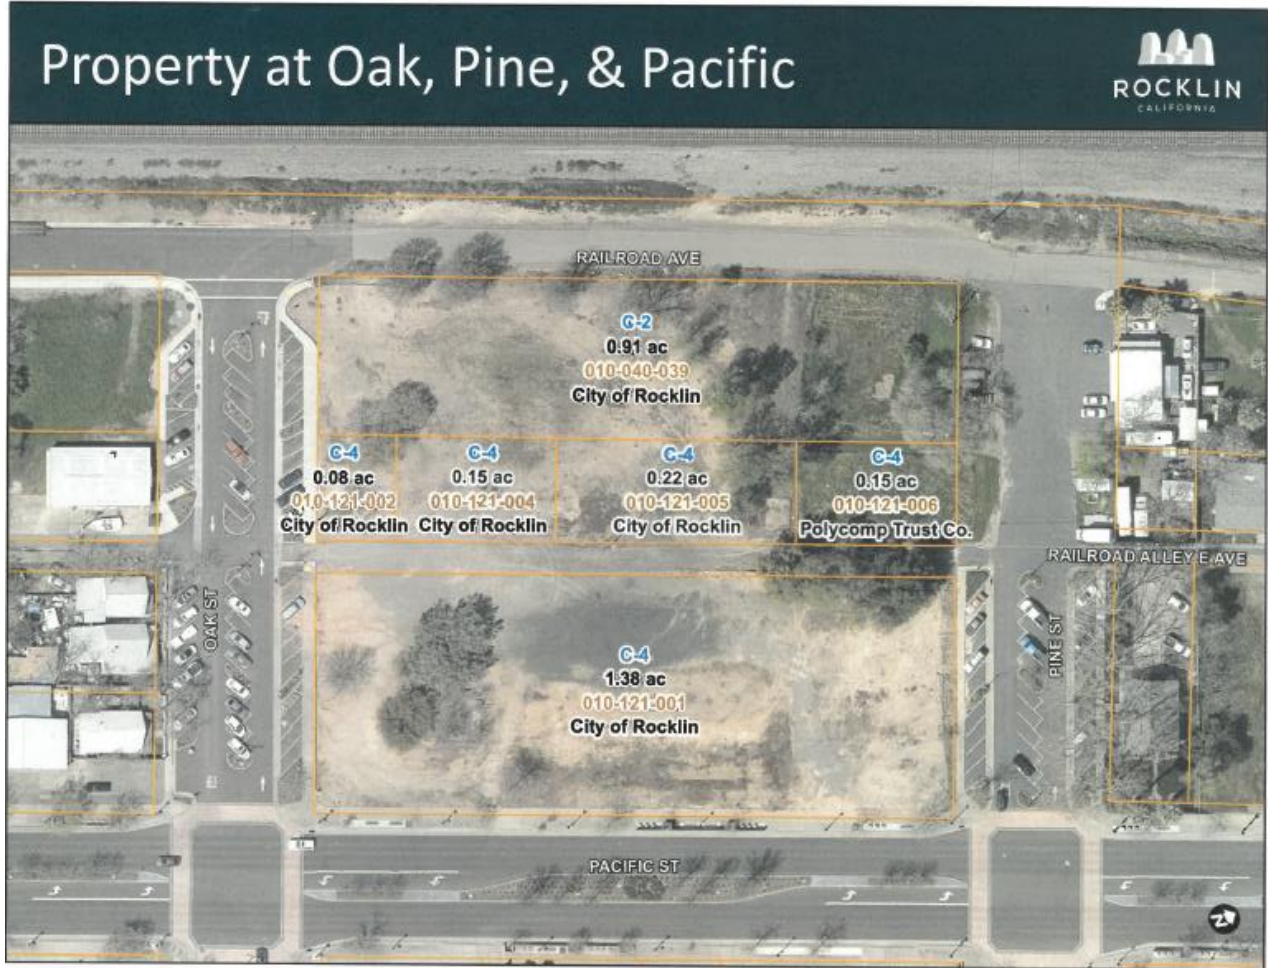 Property at Oak, Pine, & Pacific
ROCKLIN
CALIFORNIA
RAILROAD AVE
C-2
0.91 ac
010-040-039
City of Rocklin
C-4
0.08 ac
010-121-002
City of Rocklin
C-4
0.15 ac
010-121-004
City of Rocklin
C-4
0.22 ac
010-121-005
City of Rocklin
C-4
0.15 ac
010-121-006
Polycomp Trust Co.
RAILROAD ALLEY E AVE
OAK ST
PINE ST
C-4
1.38 ac
010-121-001
City of Rocklin
PACIFIC ST
N